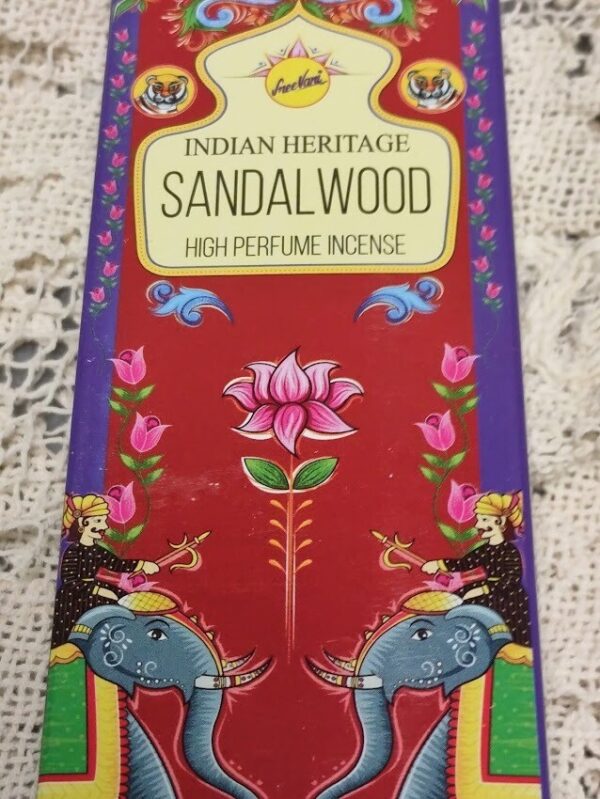 SreeVani
INDIAN HERITAGE
SANDALWOOD
HIGH PERFUME INCENSE